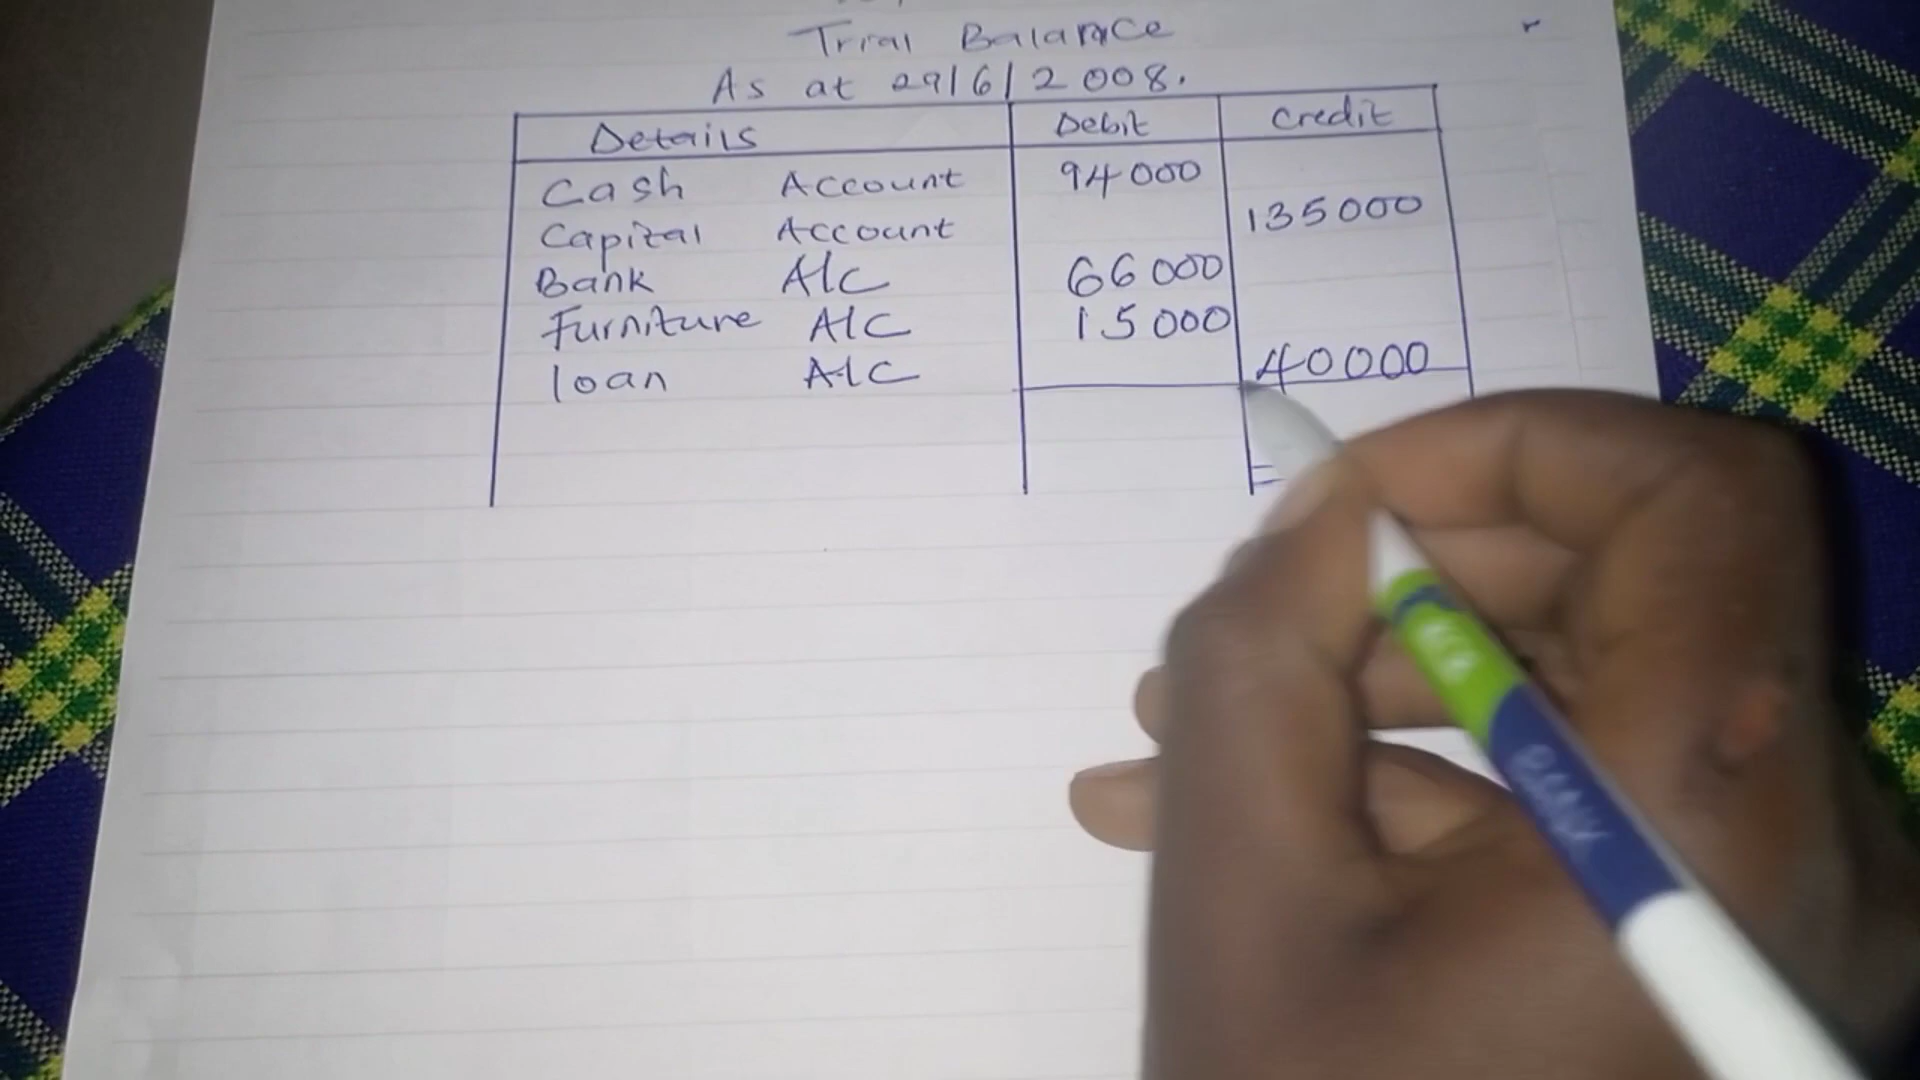 Trial Balance
As at 29/6/2008.
Details Debit Credit
Cash Account 94000
Capital Account 135000
Bank A/C 66000
Furniture A/C 15000
loan A/C 40000